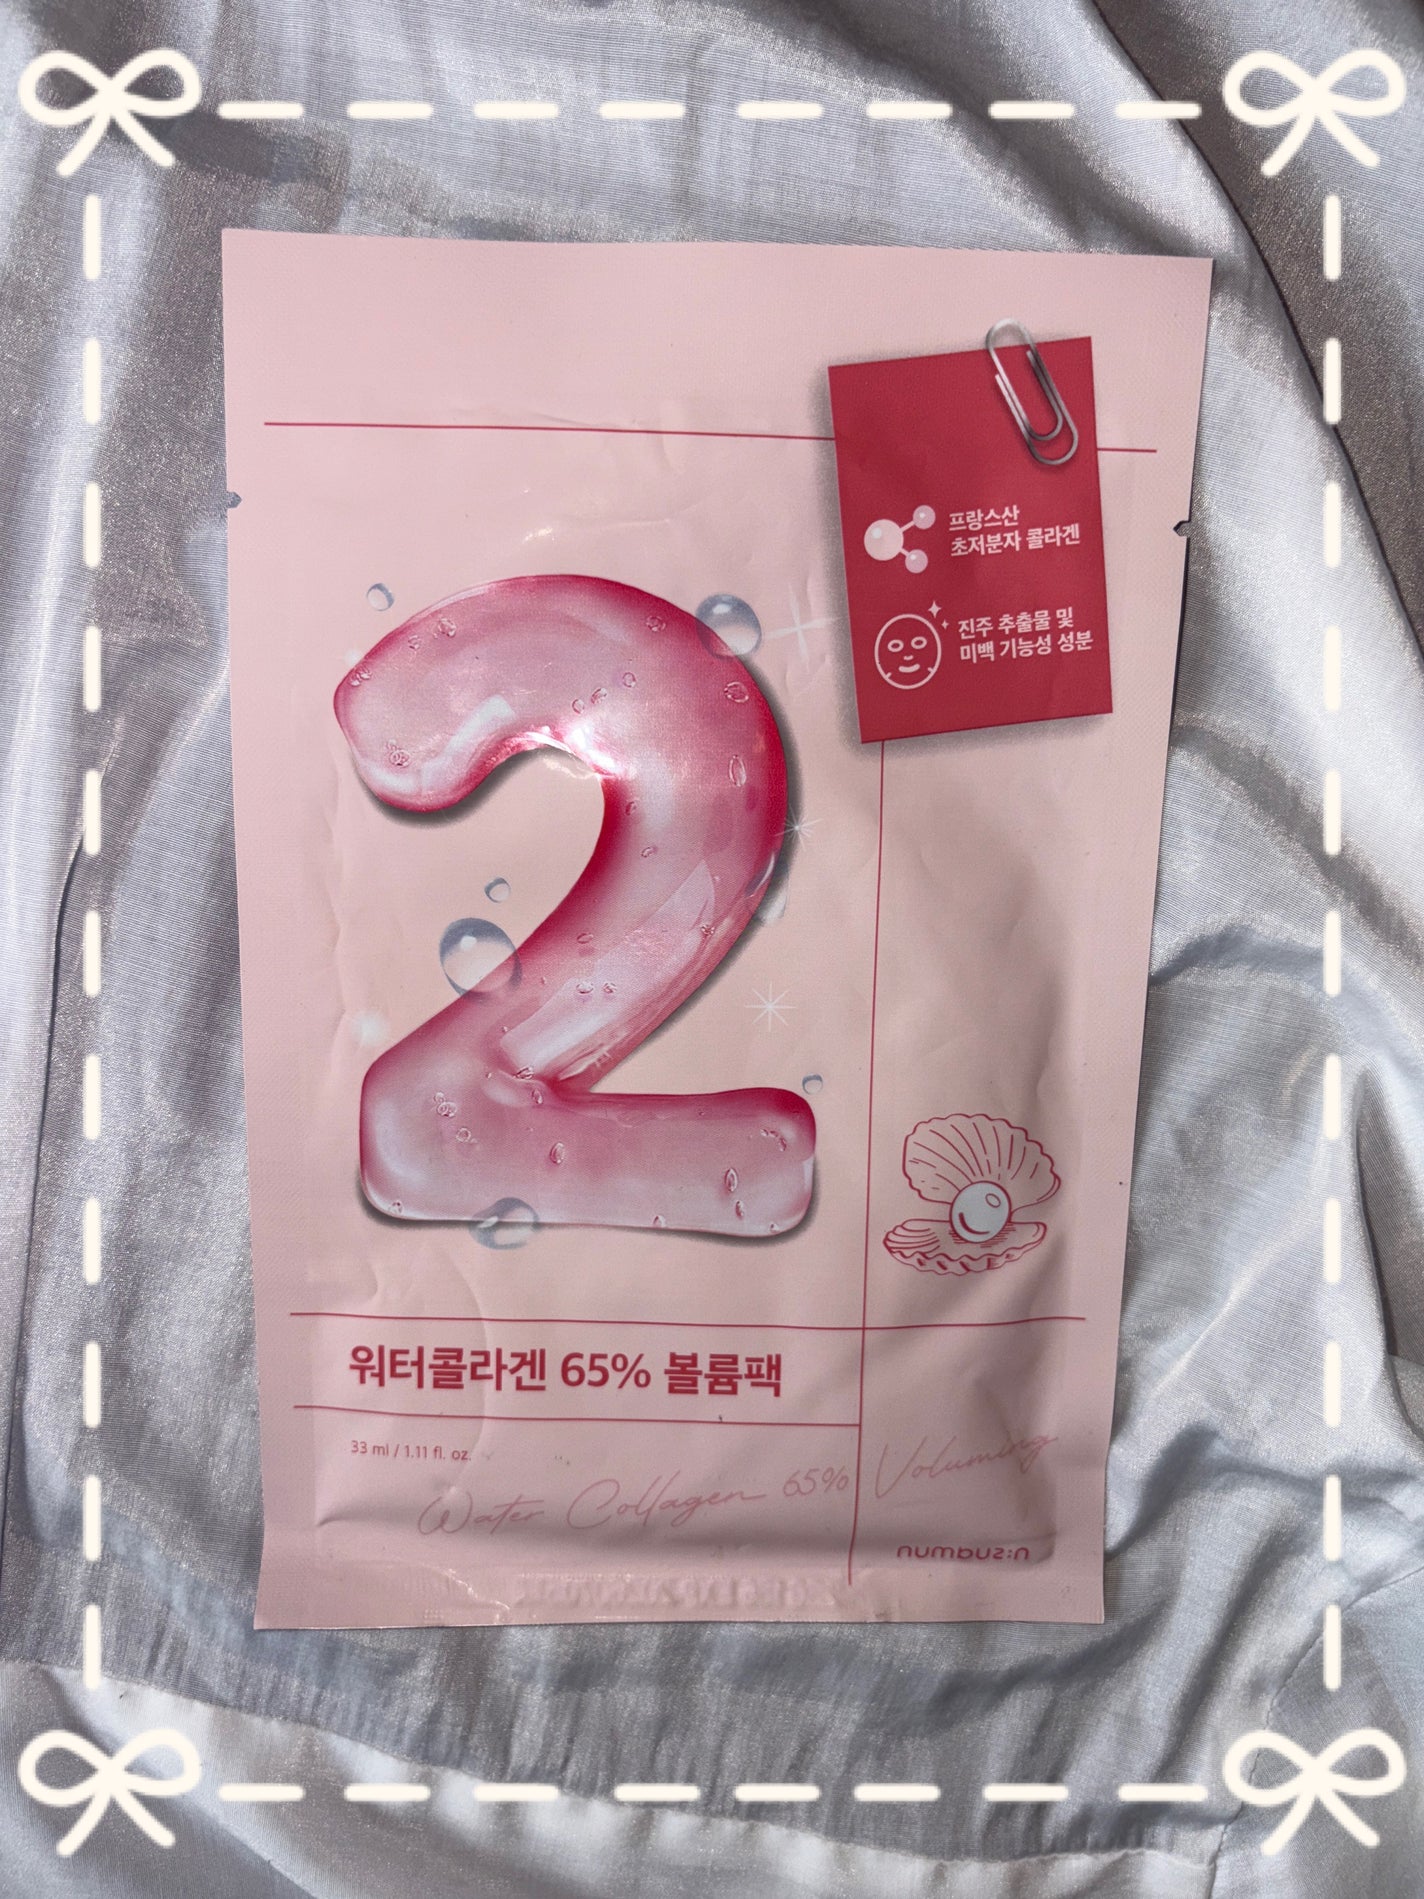 프랑스산
초저분자 콜라겐
진주 추출물 및
미백 기능성 성분
2
워터콜라겐 65% 볼륨팩
33 ml / 1.11 fl. oz.
Water Collagen 65% Voluming
numbuz:n